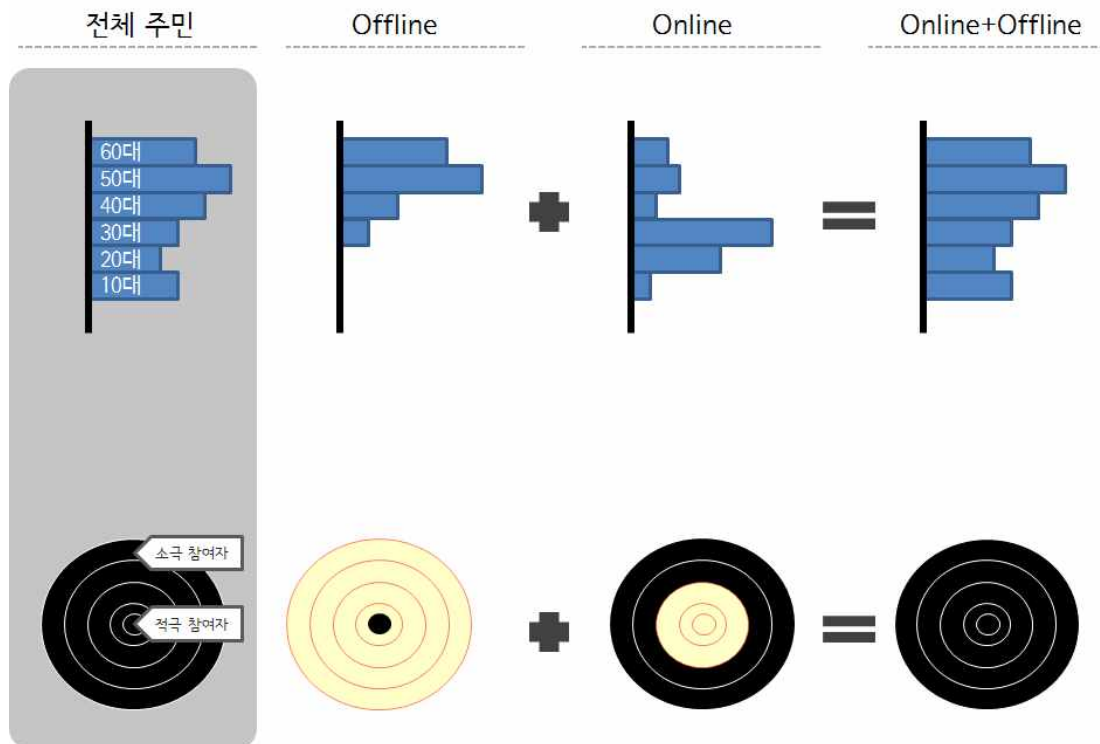 전체 주민
Offline
Online
Online+Offline
60대
50대
40대
30대
20대
10대
소극 참여자
적극 참여자